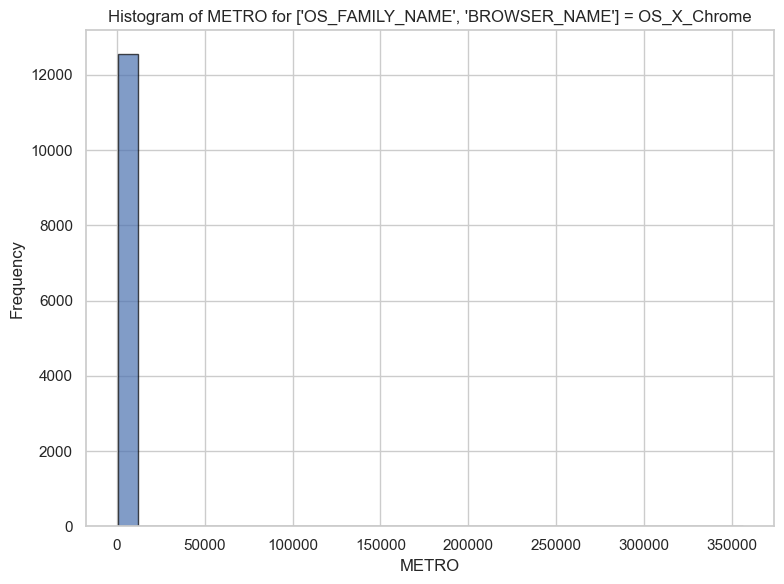 Histogram of METRO for ['OS_FAMILY_NAME', 'BROWSER_NAME'] = OS_X_Chrome
12000
10000
8000
6000
4000
2000
0
Frequency
0 50000 100000 150000 200000 250000 300000 350000
METRO